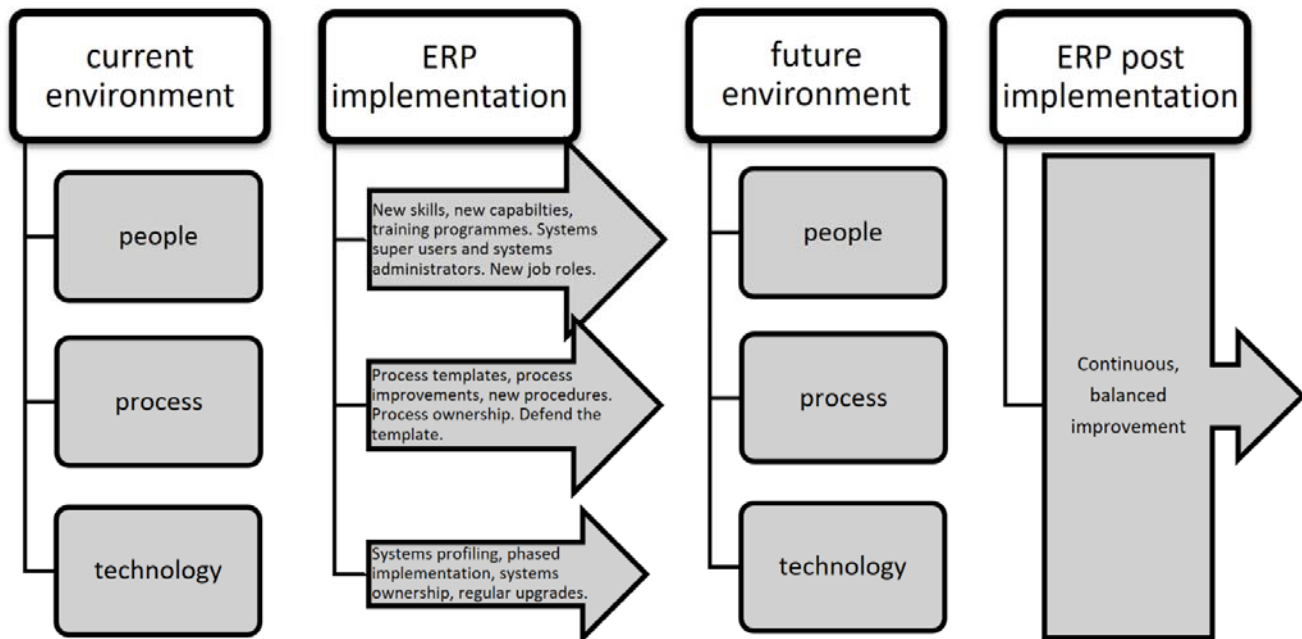 current
environment
people
process
technology
ERP
implementation
New skills, new capabilties,
training programmes. Systems
super users and systems
administrators. New job roles.
Process templates, process
improvements, new procedures.
Process ownership. Defend the
template.
Systems profiling, phased
implementation, systems
ownership, regular upgrades.
future
environment
people
process
technology
ERP post
implementation
Continuous,
balanced
improvement